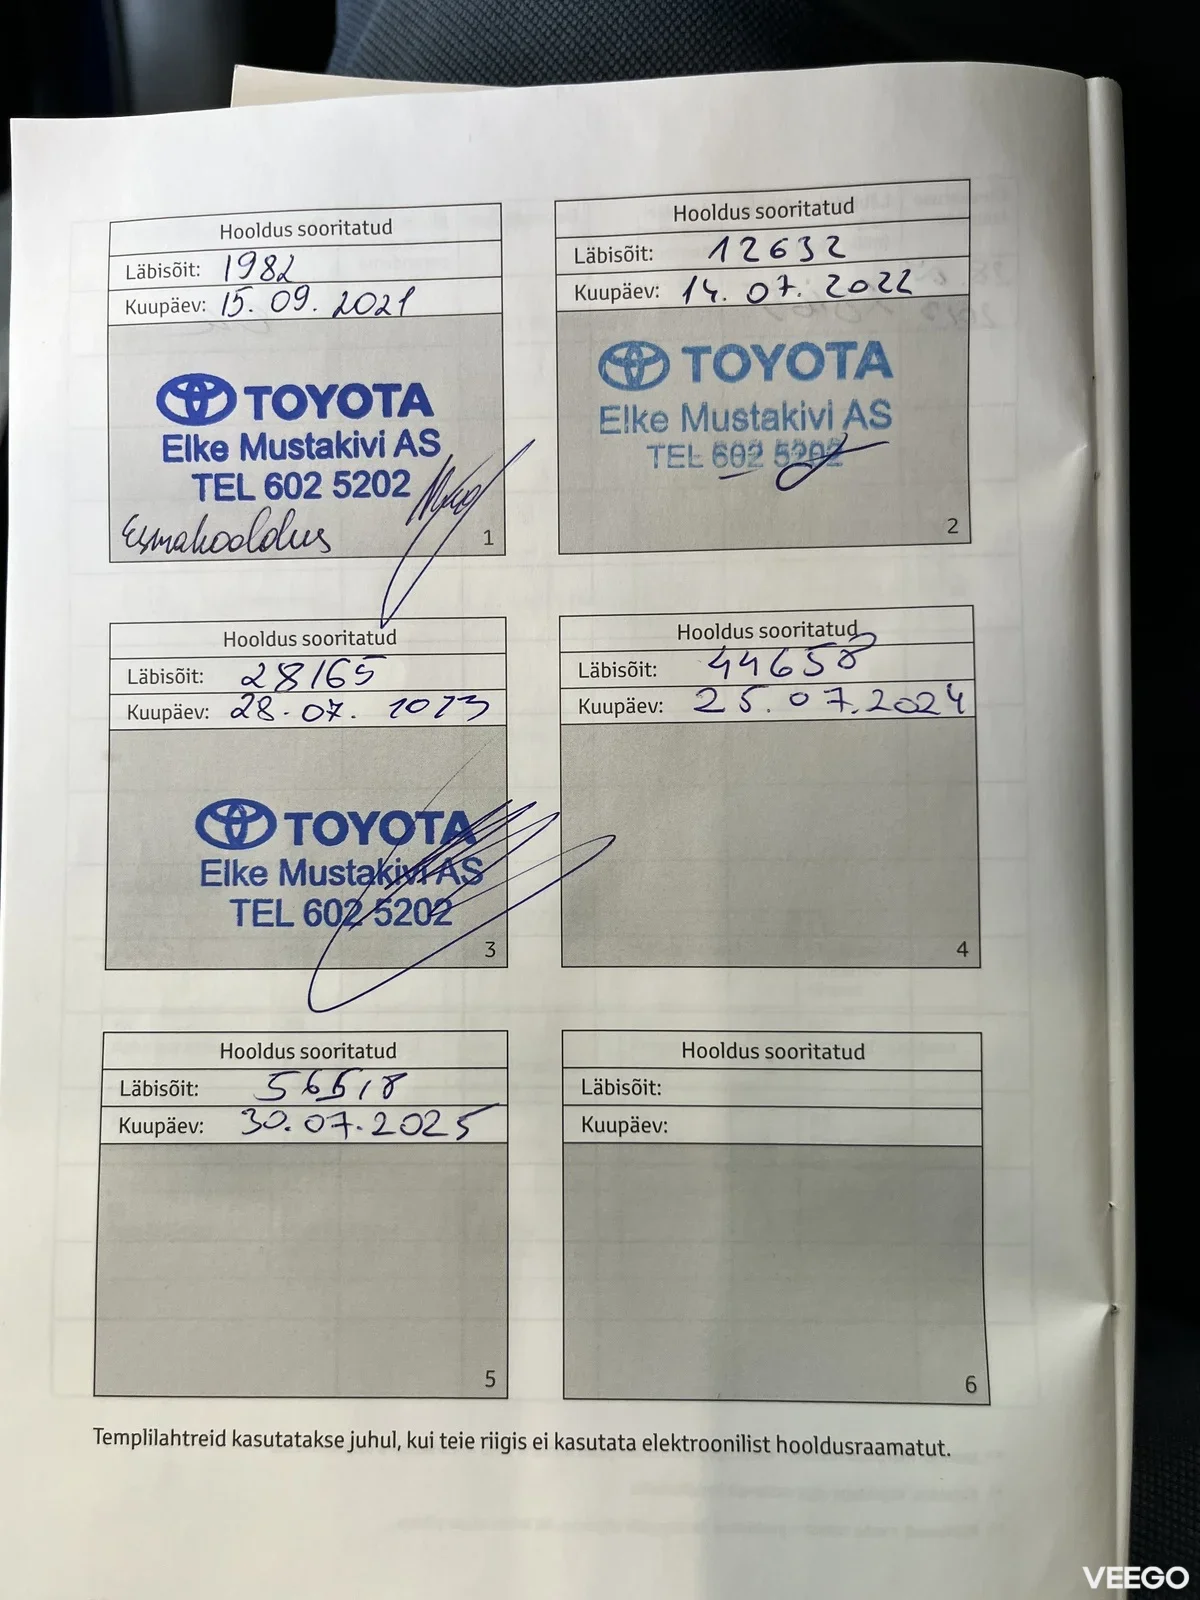 Hooldus sooritatud
Läbisõit: 1982
Kuupäev: 15.09.2021
TOYOTA
Elke Mustakivi AS
TEL 602 5202
Esmahooldus
1
Hooldus sooritatud
Läbisõit: 12632
Kuupäev: 14.07.2022
TOYOTA
Elke Mustakivi AS
TEL 602 5202
2
Hooldus sooritatud
Läbisõit: 28165
Kuupäev: 28.07.2023
TOYOTA
Elke Mustakivi AS
TEL 602 5202
3
Hooldus sooritatud
Läbisõit: 44658
Kuupäev: 25.07.2024
4
Hooldus sooritatud
Läbisõit: 56518
Kuupäev: 30.07.2025
5
Hooldus sooritatud
Läbisõit:
Kuupäev:
6
Templilahtreid kasutatakse juhul, kui teie riigis ei kasutata elektroonilist hooldusraamatut.
VEEGO